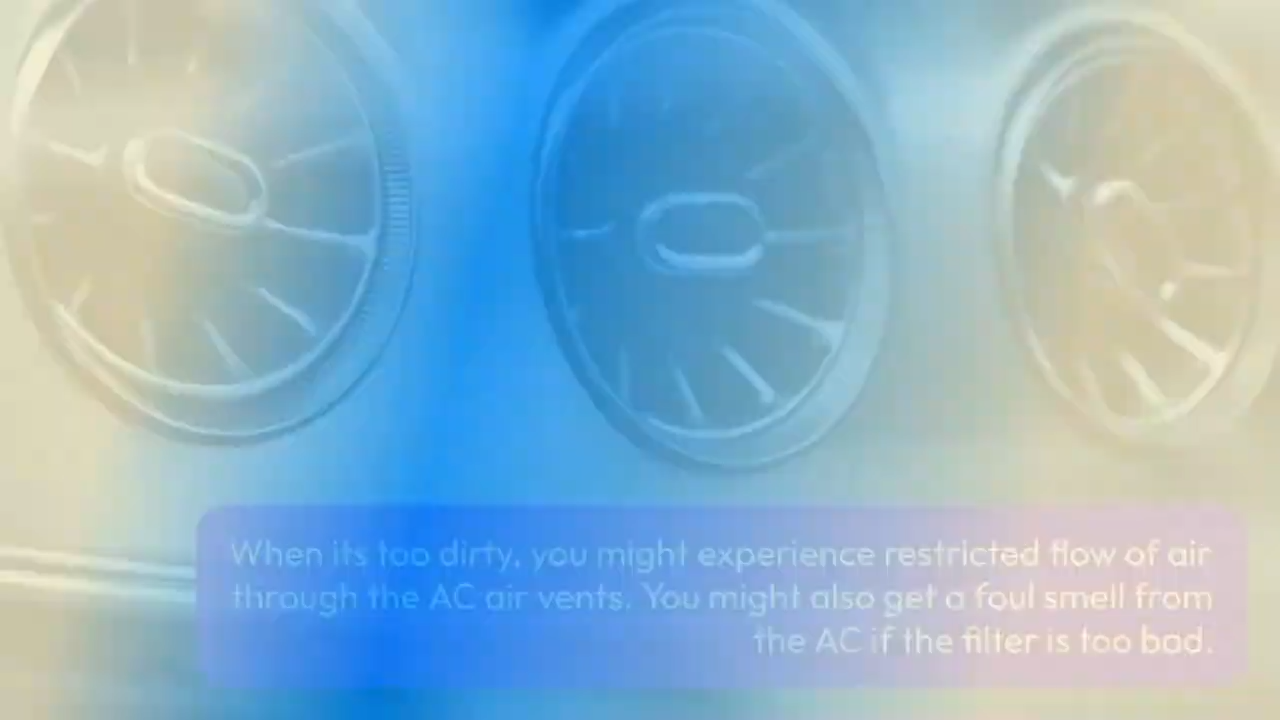 When its too dirty, you might experience restricted flow of air
through the AC air vents. You might also get a foul smell from
the AC if the filter is too bad.